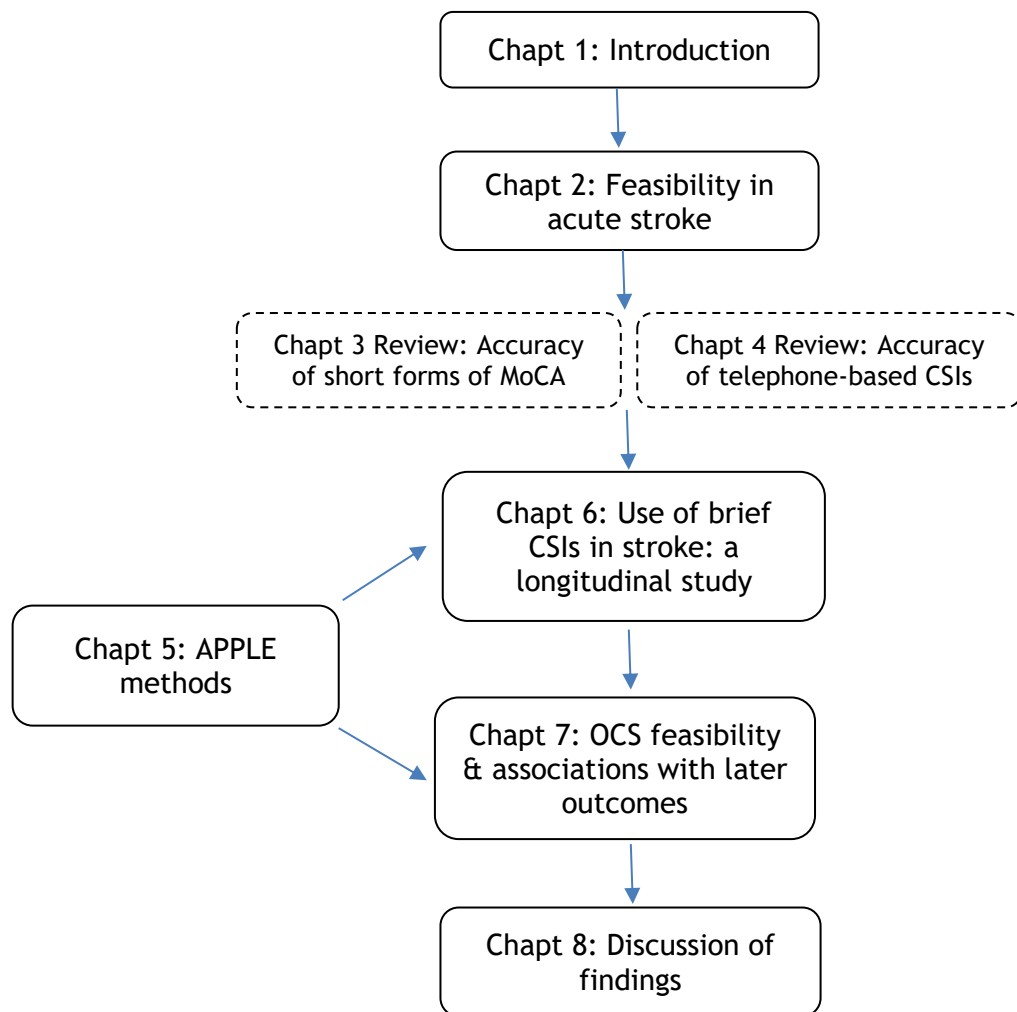 Chapt 1: Introduction
Chapt 2: Feasibility in
acute stroke
Chapt 3 Review: Accuracy
of short forms of MoCA
Chapt 4 Review: Accuracy
of telephone-based CSIs
Chapt 6: Use of brief
CSIs in stroke: a
longitudinal study
Chapt 5: APPLE
methods
Chapt 7: OCS feasibility
& associations with later
outcomes
Chapt 8: Discussion of
findings